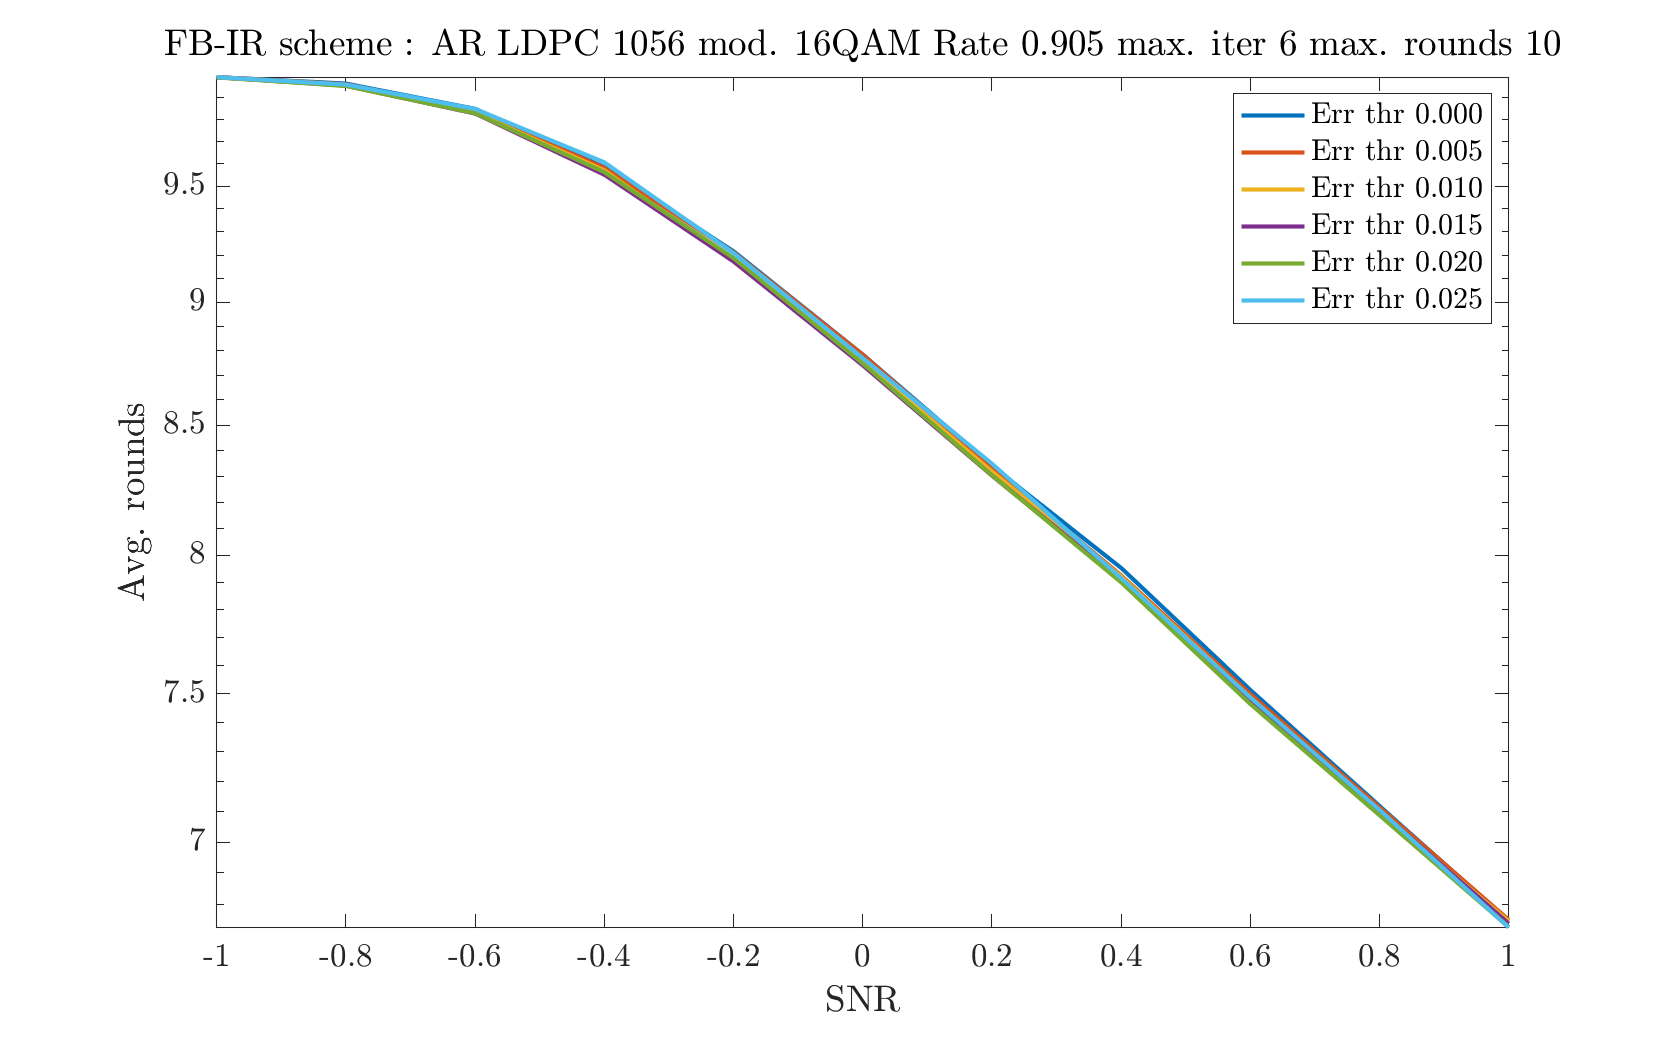 FB-IR scheme : AR LDPC 1056 mod. 16QAM Rate 0.905 max. iter 6 max. rounds 10
Err thr 0.000
Err thr 0.005
Err thr 0.010
Err thr 0.015
Err thr 0.020
Err thr 0.025
9.5
9
8.5
8
7.5
7
Avg. rounds
-1
-0.8
-0.6
-0.4
-0.2
0
0.2
0.4
0.6
0.8
1
SNR